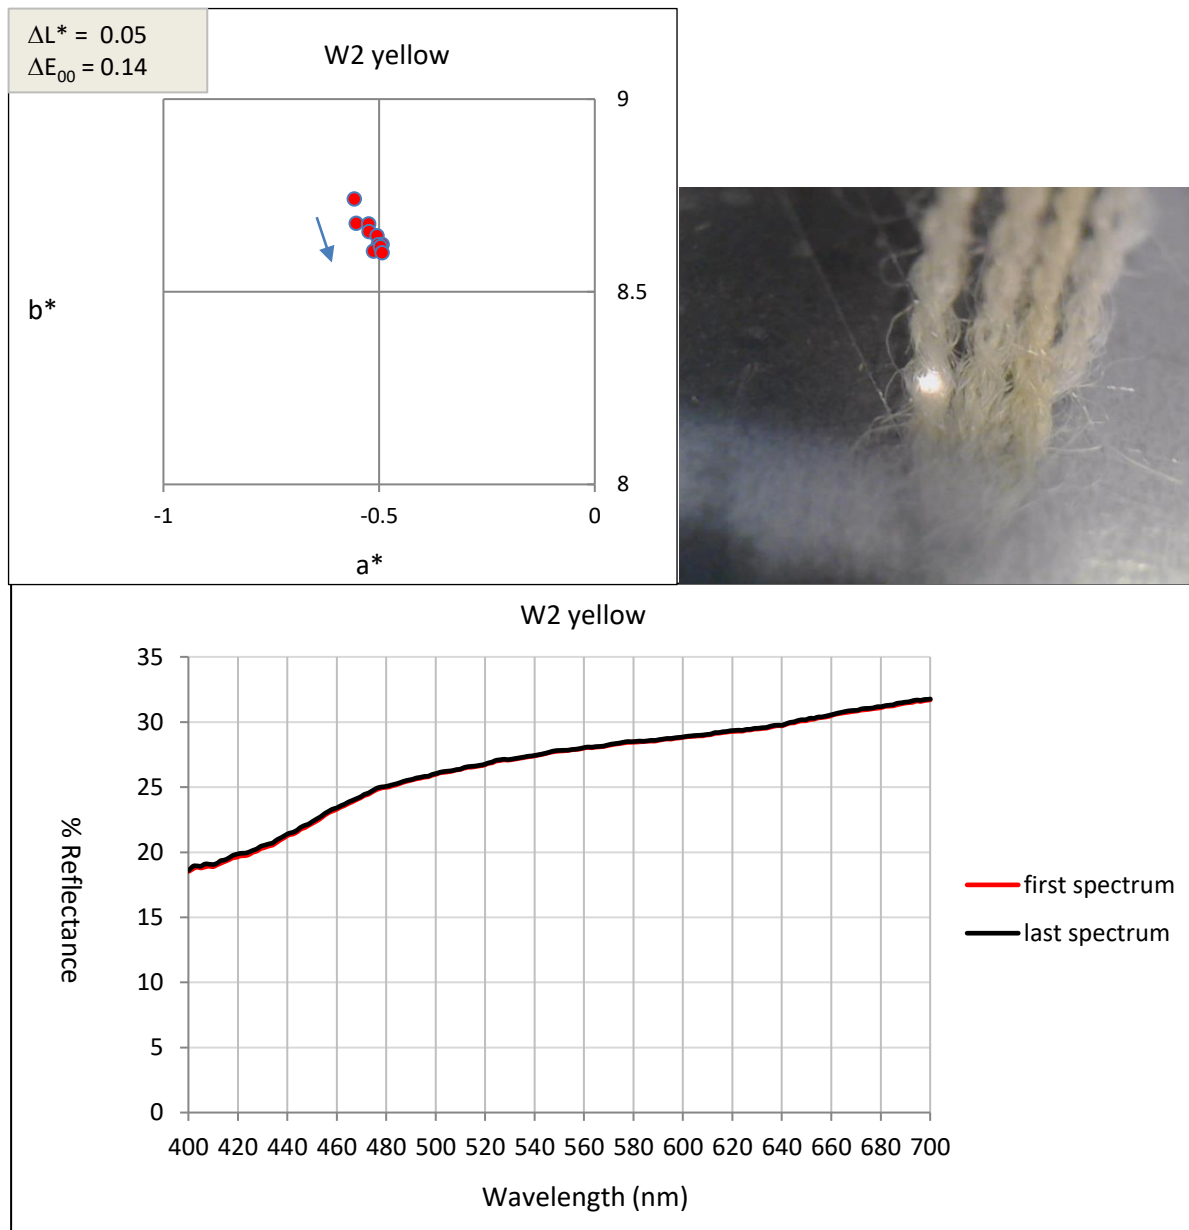 ΔL* = 0.05
ΔE00 = 0.14
W2 yellow
9
8.5
8
b*
-1 -0.5 0
a*
W2 yellow
35
30
25
20
15
10
5
0
% Reflectance
first spectrum
last spectrum
400 420 440 460 480 500 520 540 560 580 600 620 640 660 680 700
Wavelength (nm)